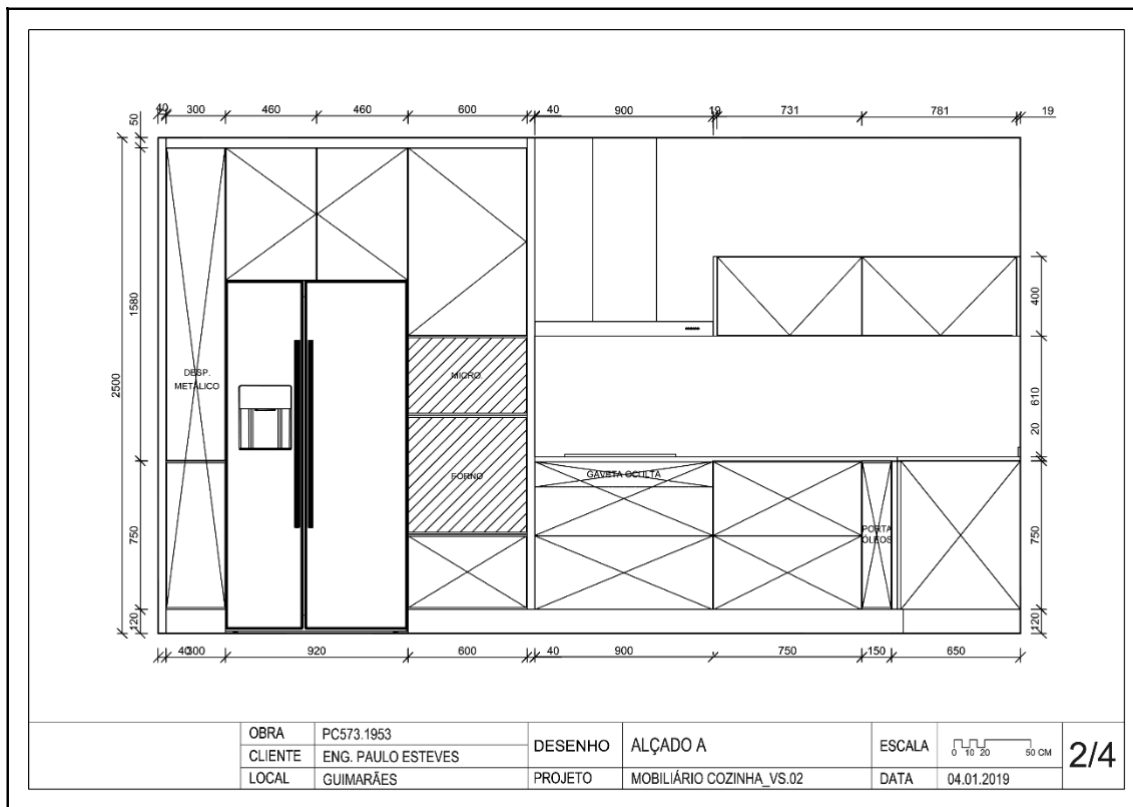 40 300 460 460 600 40 900 19 731 781 19
50
1580
2500
750
120
400
610
20
750
120
DESP.
METÁLICO
MICRO.
FORNO
GAVETA OCULTA
PORTA
ÓLEOS
40 300 920 600 40 900 750 150 650
OBRA PC573.1953
CLIENTE ENG. PAULO ESTEVES
LOCAL GUIMARÃES
DESENHO ALÇADO A
PROJETO MOBILIÁRIO COZINHA_VS.02
ESCALA 0 10 20 50 CM
DATA 04.01.2019
2/4